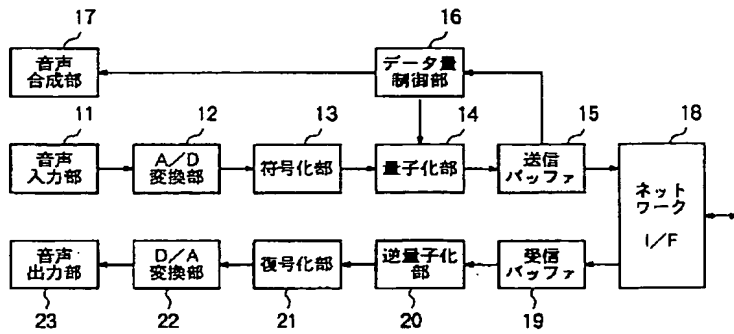 17
16
音声
合成部
データ量
制御部
11
12
13
14
15
18
音声
入力部
A/D
変換部
符号化部
量子化部
送信
バッファ
ネット
ワーク
I/F
音声
出力部
D/A
変換部
復号化部
逆量子化
部
受信
バッファ
23
22
21
20
19